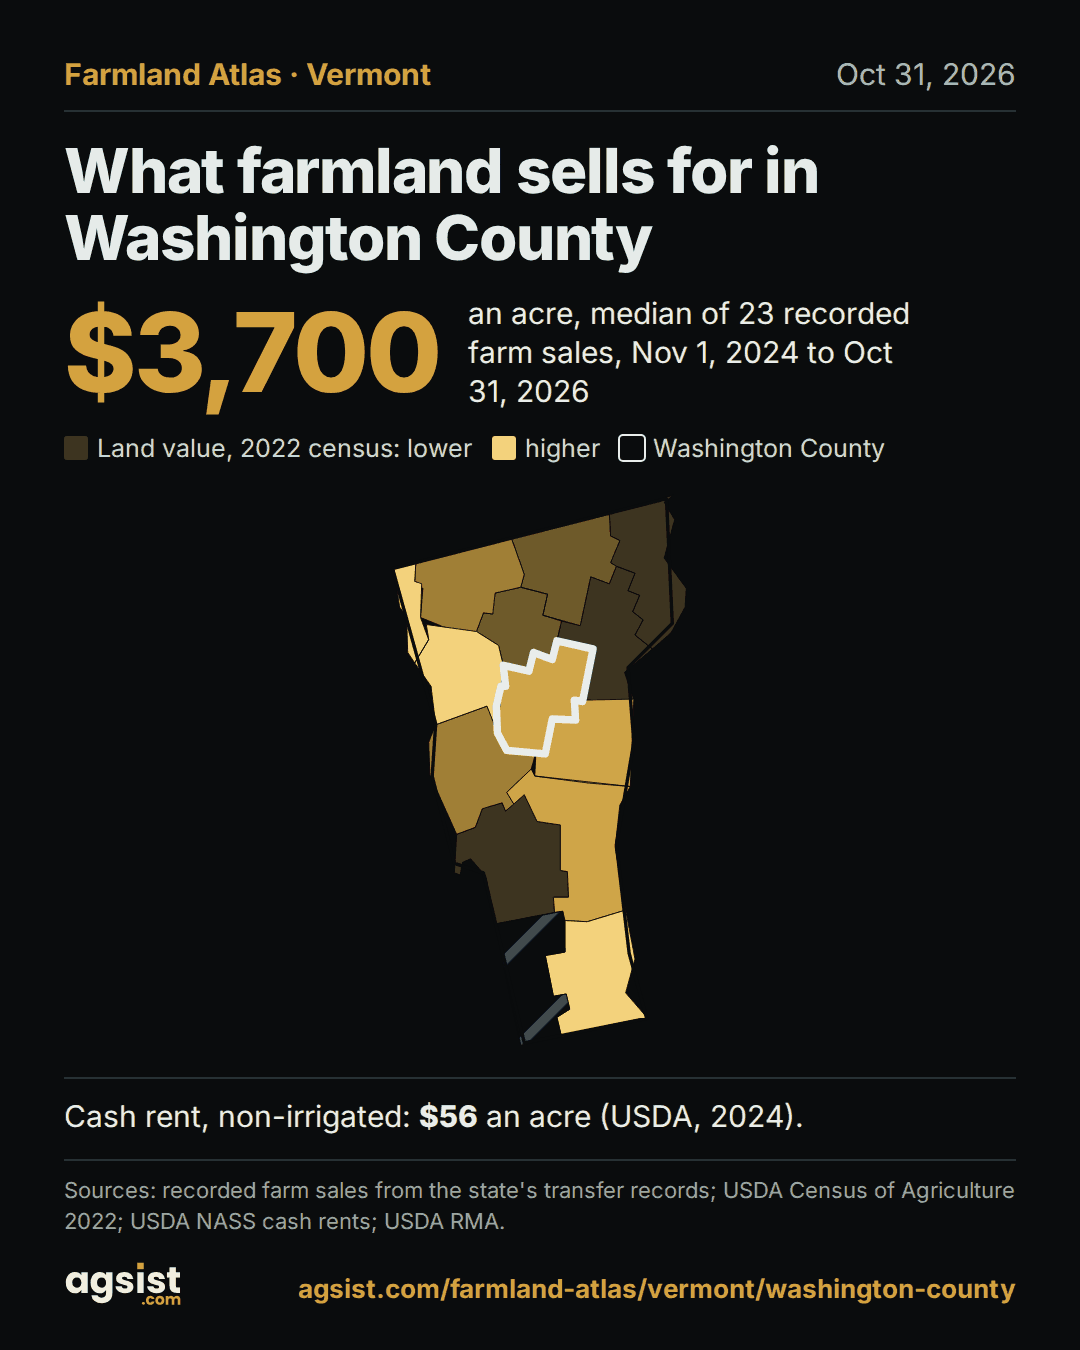 Farmland Atlas · Vermont
Oct 31, 2026
What farmland sells for in
Washington County
$3,700
an acre, median of 23 recorded
farm sales, Nov 1, 2024 to Oct
31, 2026
Land value, 2022 census: lower
higher
Washington County
Cash rent, non-irrigated: $56 an acre (USDA, 2024).
Sources: recorded farm sales from the state's transfer records; USDA Census of Agriculture
2022; USDA NASS cash rents; USDA RMA.
agsist
.com
agsist.com/farmland-atlas/vermont/washington-county